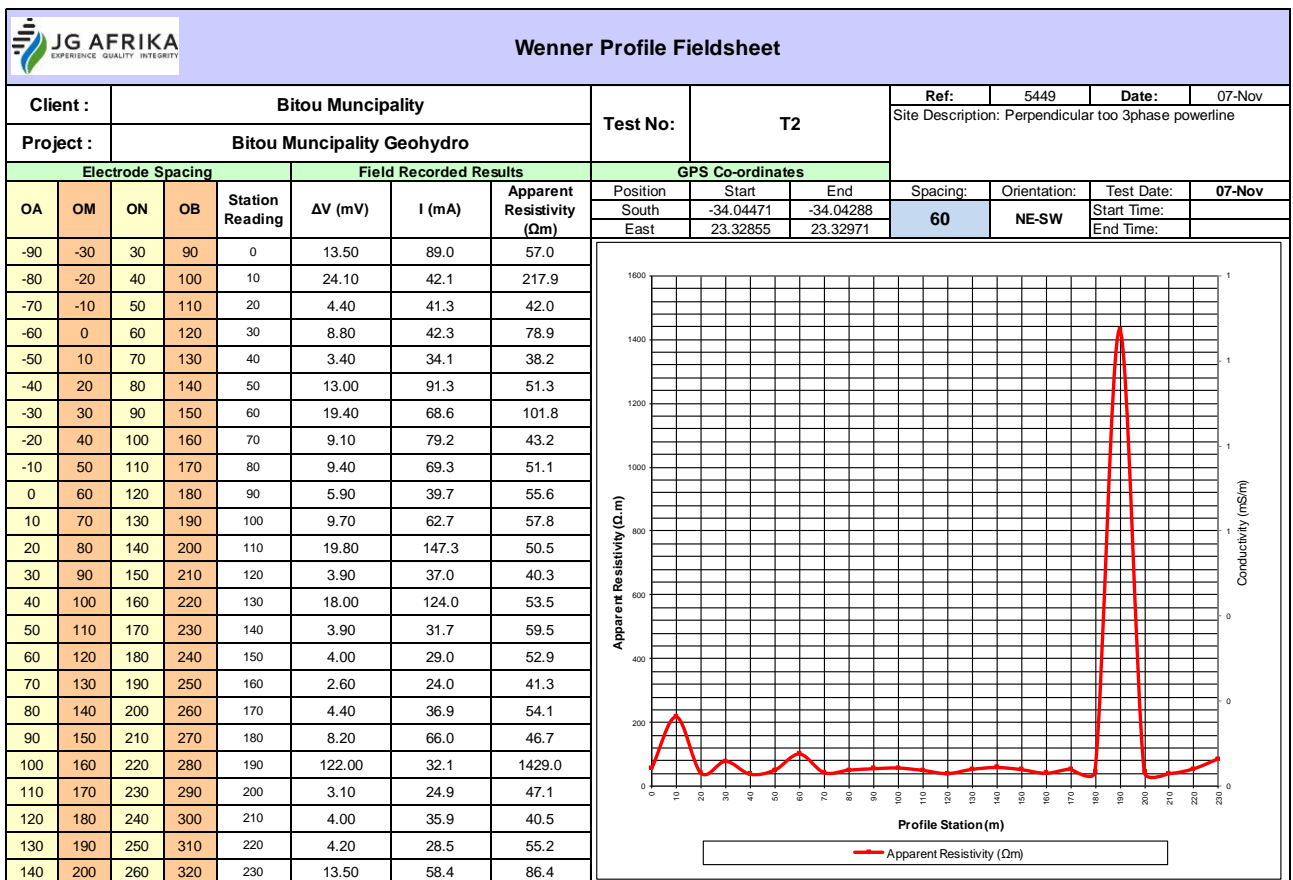 JG AFRIKA
EXPERIENCE QUALITY INTEGRITY
Wenner Profile Fieldsheet
Client : Bitou Muncipality
Project : Bitou Muncipality Geohydro
Test No: T2
Ref: 5449 Date: 07-Nov
Site Description: Perpendicular too 3phase powerline
Electrode Spacing Field Recorded Results GPS Co-ordinates
OA OM ON OB Station Reading ΔV (mV) I (mA) Apparent Resistivity (Ωm)
Position Start End Spacing: Orientation: Test Date: 07-Nov
South -34.04471 -34.04288 60 NE-SW Start Time:
East 23.32855 23.32971 End Time:
-90 -30 30 90 0 13.50 89.0 57.0
-80 -20 40 100 10 24.10 42.1 217.9
-70 -10 50 110 20 4.40 41.3 42.0
-60 0 60 120 30 8.80 42.3 78.9
-50 10 70 130 40 3.40 34.1 38.2
-40 20 80 140 50 13.00 91.3 51.3
-30 30 90 150 60 19.40 68.6 101.8
-20 40 100 160 70 9.10 79.2 43.2
-10 50 110 170 80 9.40 69.3 51.1
0 60 120 180 90 5.90 39.7 55.6
10 70 130 190 100 9.70 62.7 57.8
20 80 140 200 110 19.80 147.3 50.5
30 90 150 210 120 3.90 37.0 40.3
40 100 160 220 130 18.00 124.0 53.5
50 110 170 230 140 3.90 31.7 59.5
60 120 180 240 150 4.00 29.0 52.9
70 130 190 250 160 2.60 24.0 41.3
80 140 200 260 170 4.40 36.9 54.1
90 150 210 270 180 8.20 66.0 46.7
100 160 220 280 190 122.00 32.1 1429.0
110 170 230 290 200 3.10 24.9 47.1
120 180 240 300 210 4.00 35.9 40.5
130 190 250 310 220 4.20 28.5 55.2
140 200 260 320 230 13.50 58.4 86.4
Apparent Resistivity (Ω.m)
1600
1400
1200
1000
800
600
400
200
0
1
1
1
1
0
0
0
Conductivity (mS/m)
0 10 20 30 40 50 60 70 80 90 100 110 120 130 140 150 160 170 180 190 200 210 220 230
Profile Station (m)
Apparent Resistivity (Ωm)